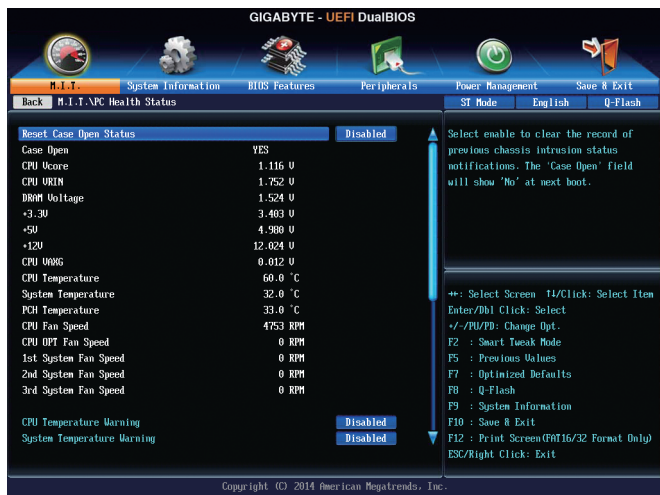 GIGABYTE - UEFI DualBIOS
M.I.T. System Information BIOS Features Peripherals Power Management Save & Exit
Back M.I.T.\PC Health Status ST Mode English Q-Flash
Reset Case Open Status Disabled
Case Open YES
CPU Vcore 1.116 V
CPU VRIN 1.752 V
DRAM Voltage 1.524 V
+3.3V 3.403 V
+5V 4.980 V
+12V 12.024 V
CPU VAXG 0.012 V
CPU Temperature 60.0 °C
System Temperature 32.0 °C
PCH Temperature 33.0 °C
CPU Fan Speed 4753 RPM
CPU OPT Fan Speed 0 RPM
1st System Fan Speed 0 RPM
2nd System Fan Speed 0 RPM
3rd System Fan Speed 0 RPM
CPU Temperature Warning Disabled
System Temperature Warning Disabled
Select enable to clear the record of
previous chassis intrusion status
notifications. The 'Case Open' field
will show 'No' at next boot.
→←: Select Screen ↑↓/Click: Select Item
Enter/Dbl Click: Select
+/-/PU/PD: Change Opt.
F2 : Smart Tweak Mode
F5 : Previous Values
F7 : Optimized Defaults
F8 : Q-Flash
F9 : System Information
F10 : Save & Exit
F12 : Print Screen(FAT16/32 Format Only)
ESC/Right Click: Exit
Copyright (C) 2014 American Megatrends, Inc.